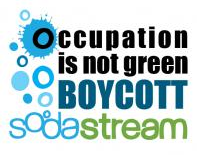 Occupation
is not green
BOYCOTT
sodastream